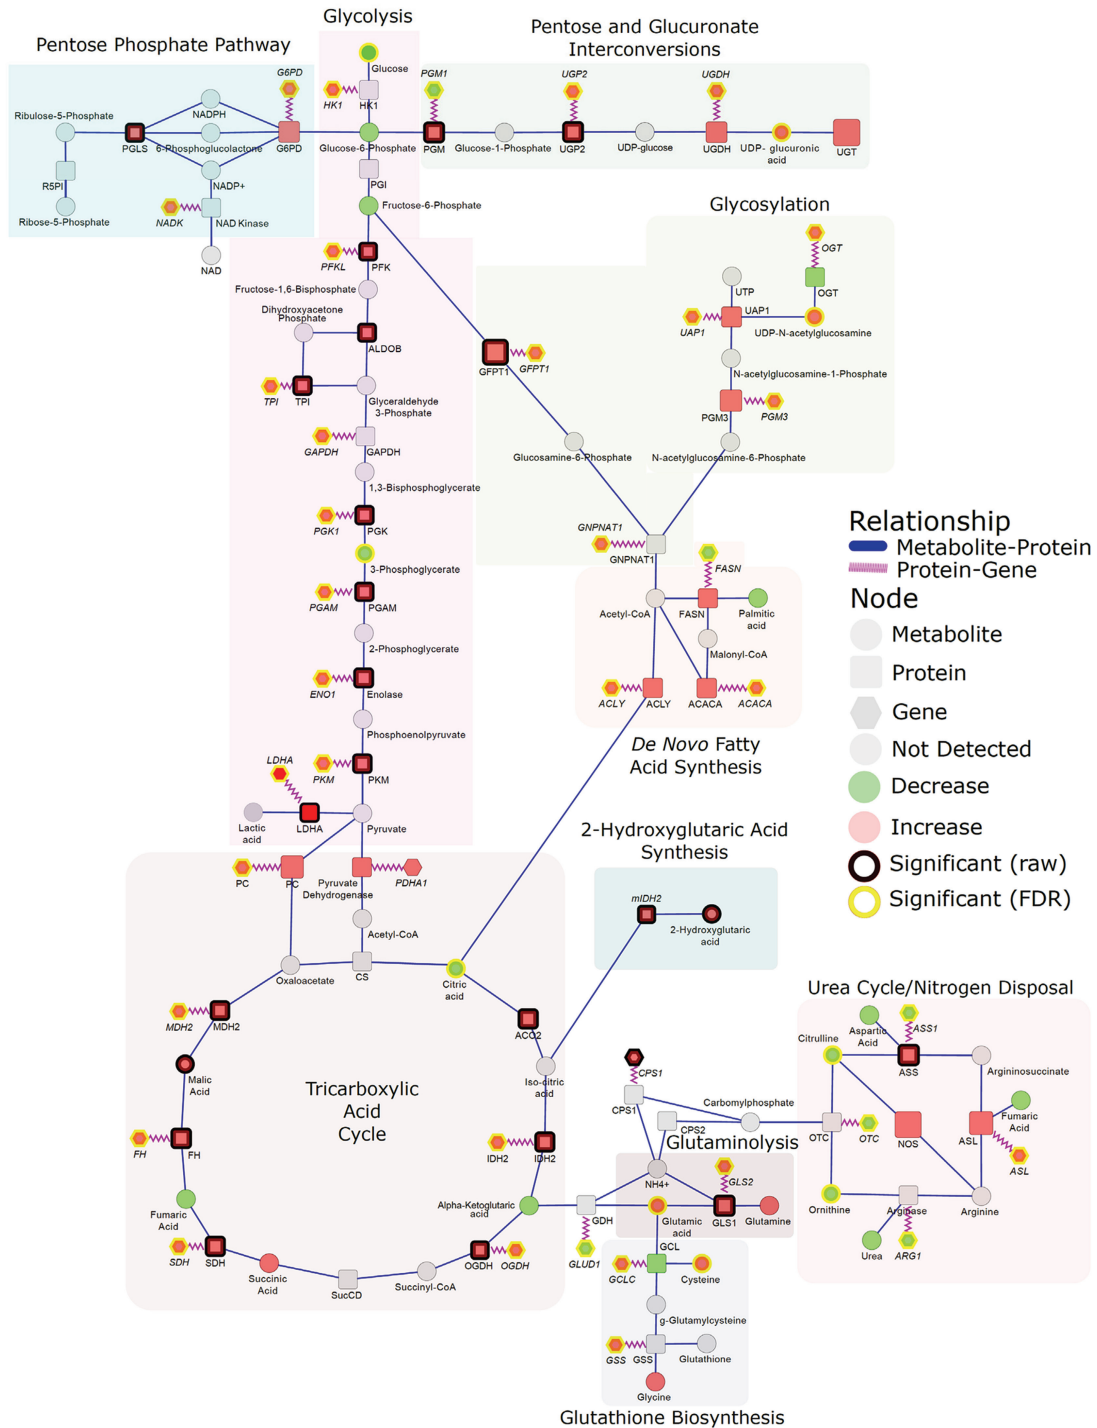 Glycolysis
Pentose Phosphate Pathway
Pentose and Glucuronate
Interconversions
G6PD
Glucose
HK1
HK1
PGM1
UGP2
UGDH
NADPH
Ribulose-5-Phosphate
PGLS
6-Phosphoglucolactone
G6PD
Glucose-6-Phosphate
PGM
Glucose-1-Phosphate
UGP2
UDP-glucose
UGDH
UDP- glucuronic
acid
UGT
R5PI
NADP+
PGI
NADK
NAD Kinase
Ribose-5-Phosphate
Fructose-6-Phosphate
NAD
Glycosylation
OGT
PFKL
PFK
Fructose-1,6-Bisphosphate
UTP
OGT
Dihydroxyacetone
Phosphate
UAP1
UAP1
UDP-N-acetylglucosamine
ALDOB
GFPT1
GFPT1
N-acetylglucosamine-1-Phosphate
TPI
TPI
Glyceraldehyde
3-Phosphate
PGM3
PGM3
GAPDH
GAPDH
Glucosamine-6-Phosphate
N-acetylglucosamine-6-Phosphate
1,3-Bisphosphoglycerate
PGK1
PGK
GNPNAT1
GNPNAT1
3-Phosphoglycerate
FASN
PGAM
PGAM
Acetyl-CoA
FASN
Palmitic
acid
2-Phosphoglycerate
Malonyl-CoA
ENO1
Enolase
ACLY
ACLY
ACACA
ACACA
Phosphoenolpyruvate
De Novo Fatty
Acid Synthesis
LDHA
PKM
PKM
Lactic
acid
LDHA
Pyruvate
Relationship
Metabolite-Protein
Protein-Gene
Node
Metabolite
Protein
Gene
Not Detected
Decrease
Increase
Significant (raw)
Significant (FDR)
2-Hydroxyglutaric Acid
Synthesis
PC
PC
Pyruvate
Dehydrogenase
PDHA1
mIDH2
2-Hydroxyglutaric
acid
Acetyl-CoA
Oxaloacetate
CS
Citric
acid
Urea Cycle/Nitrogen Disposal
MDH2
MDH2
ACO2
Aspartic
Acid
ASS1
Citrulline
ASS
Argininosuccinate
Malic
Acid
Tricarboxylic
Acid
Cycle
Iso-citric
acid
CPS1
CPS1
Carbomylphosphate
Fumaric
Acid
CPS2
OTC
OTC
NOS
ASL
ASL
FH
FH
IDH2
IDH2
Glutaminolysis
NH4+
GLS2
Fumaric
Acid
Alpha-Ketoglutaric
acid
GDH
Glutamic
acid
GLS1
Glutamine
Ornithine
Arginase
Arginine
SDH
SDH
OGDH
OGDH
GLUD1
GCL
Urea
ARG1
Succinic
Acid
SucCD
Succinyl-CoA
GCLC
Cysteine
g-Glutamylcysteine
GSS
GSS
Glutathione
Glycine
Glutathione Biosynthesis